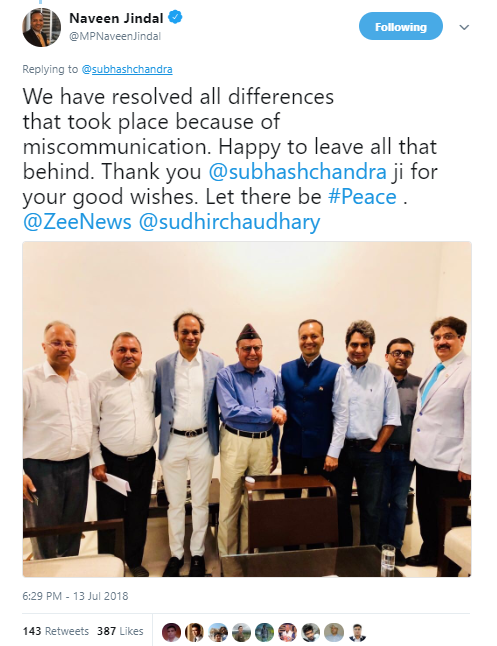 Naveen Jindal
@MPNaveenJindal
Following
Replying to @subhashchandra
We have resolved all differences
that took place because of
miscommunication. Happy to leave all that
behind. Thank you @subhashchandra ji for
your good wishes. Let there be #Peace .
@ZeeNews @sudhirchaudhary
6:29 PM - 13 Jul 2018
143 Retweets 387 Likes